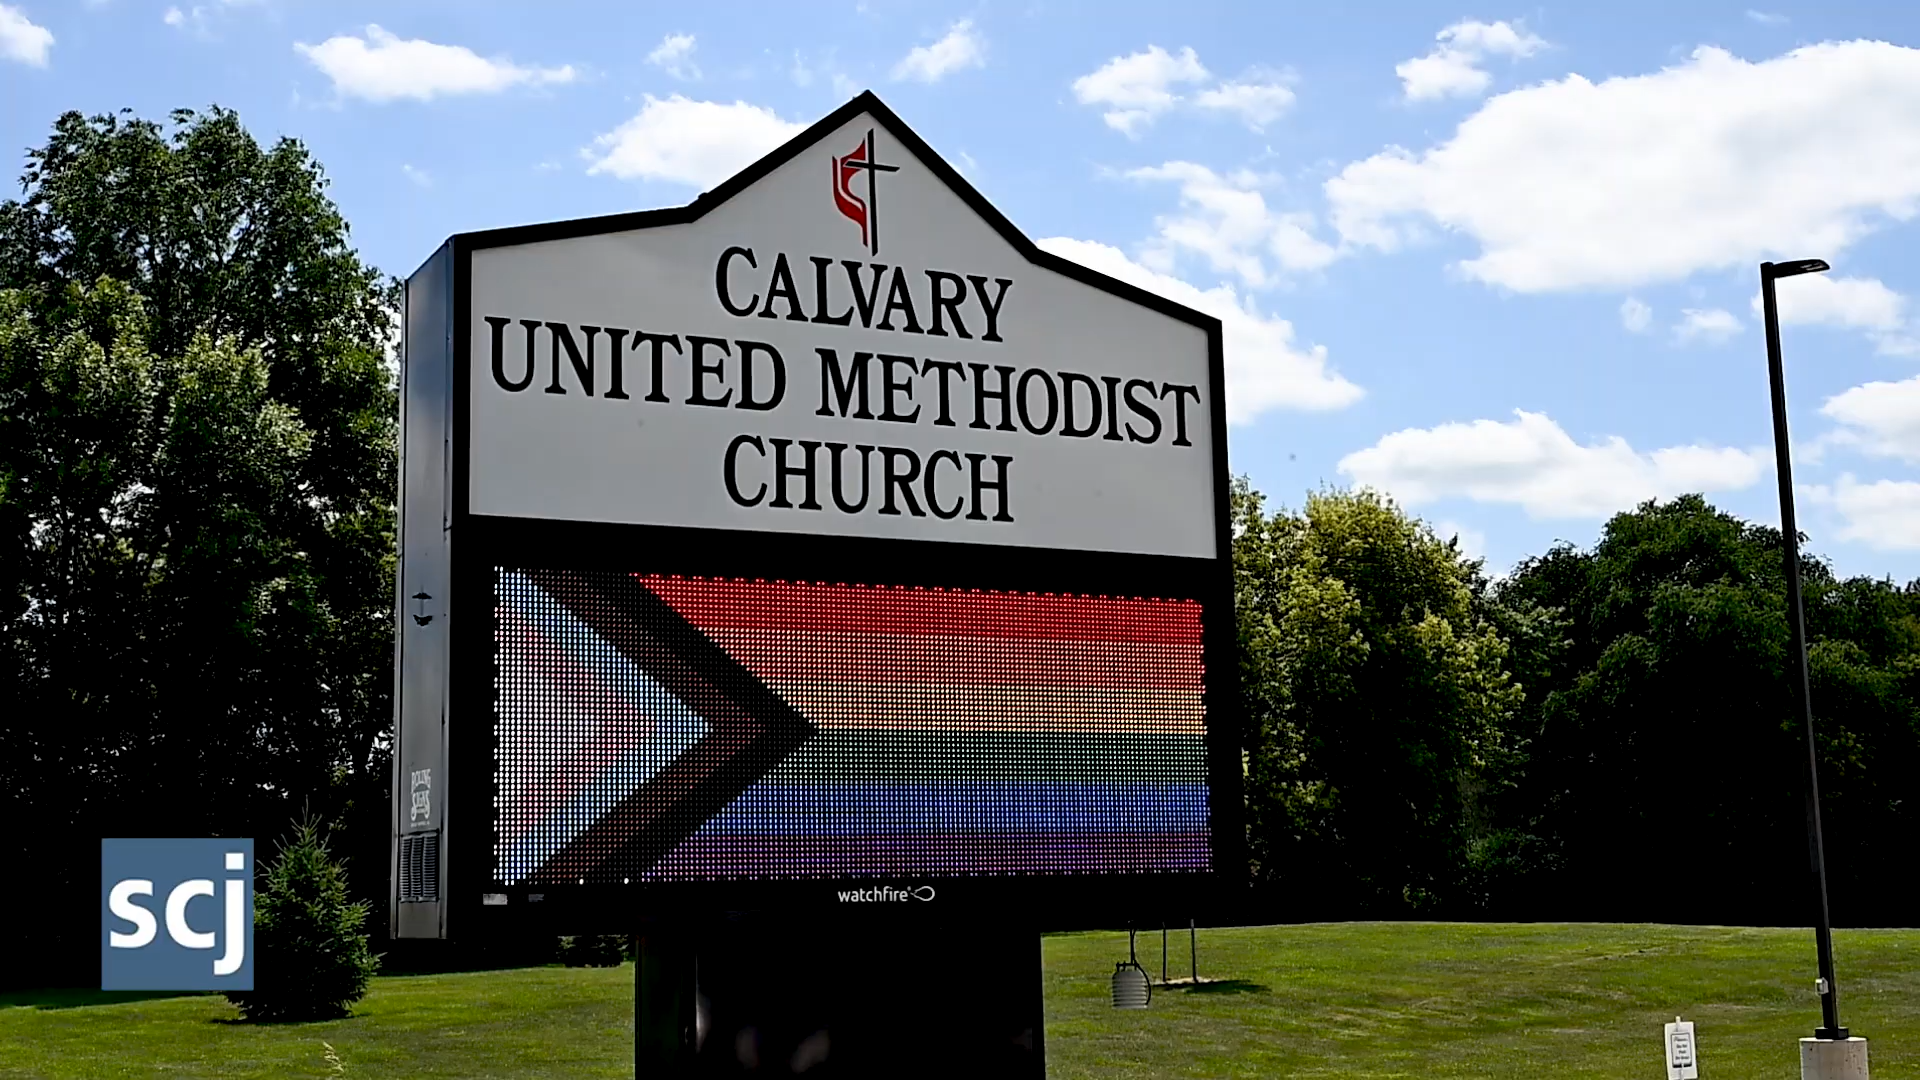 CALVARY
UNITED METHODIST
CHURCH
watchfire
scj